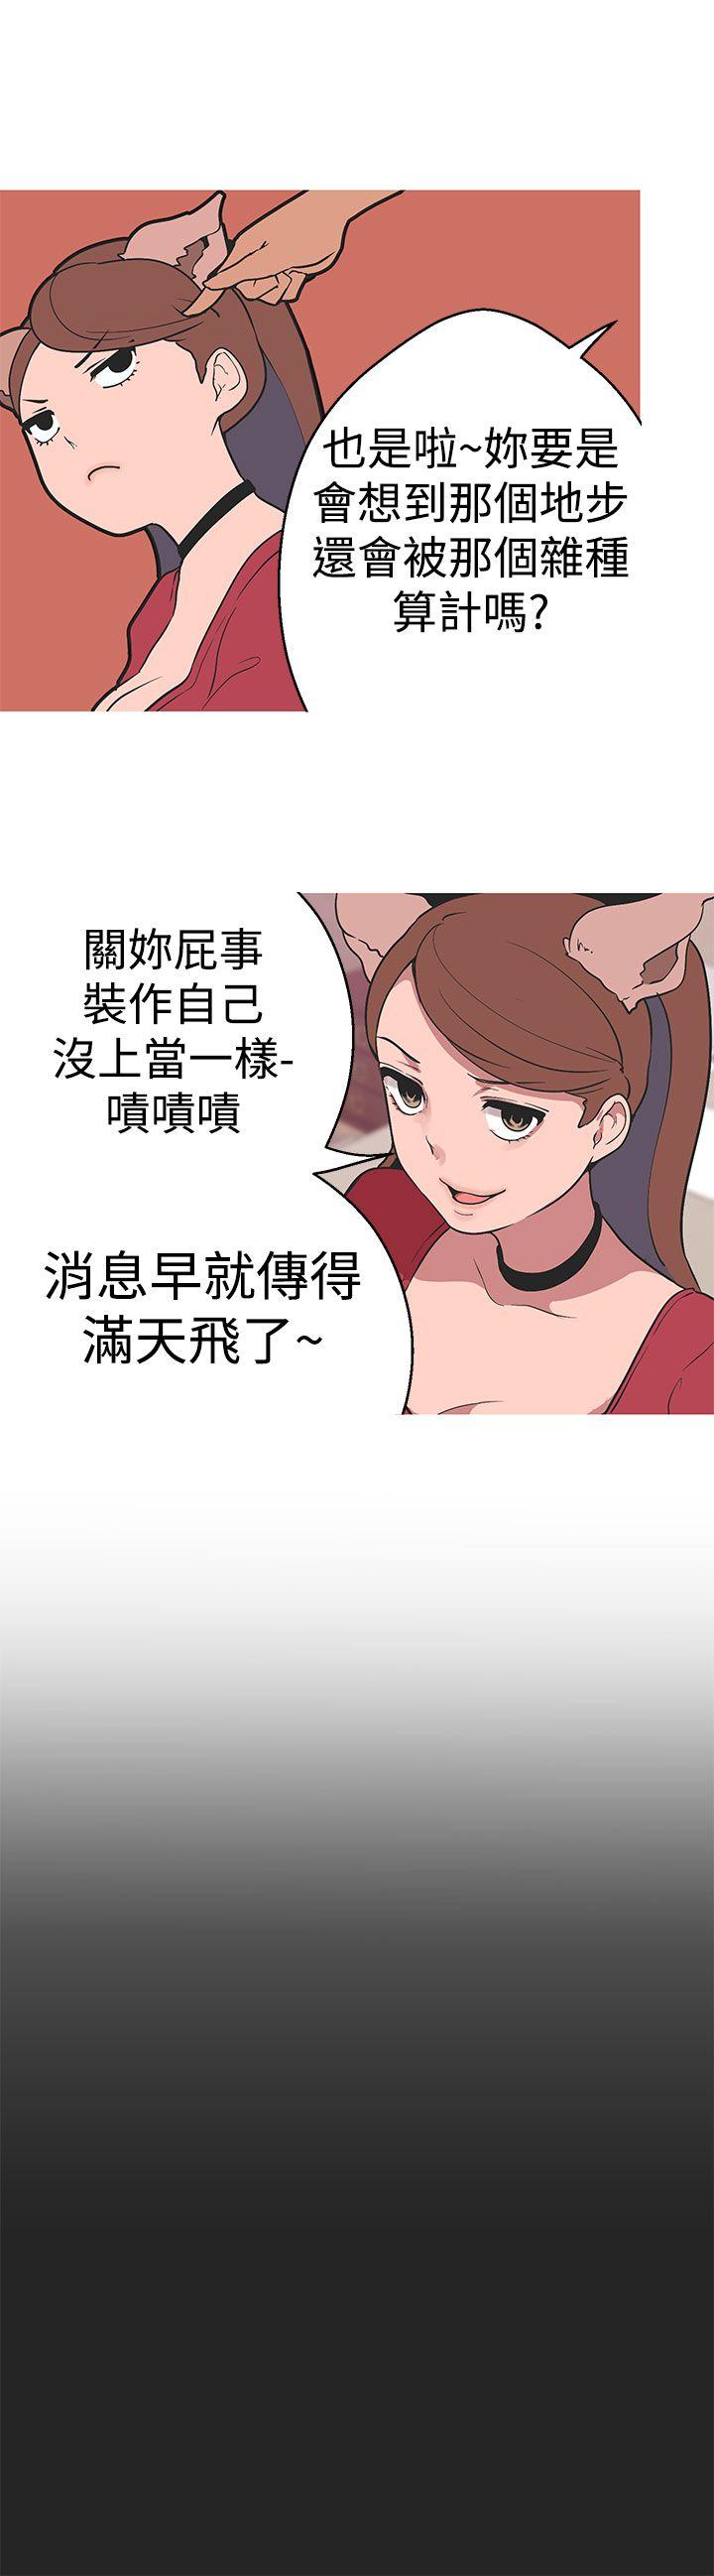 也是啦~妳要是
會想到那個地步
還會被那個雜種
算計嗎?
關妳屁事
裝作自己
沒上當一樣-
嘖嘖嘖
消息早就傳得
滿天飛了~